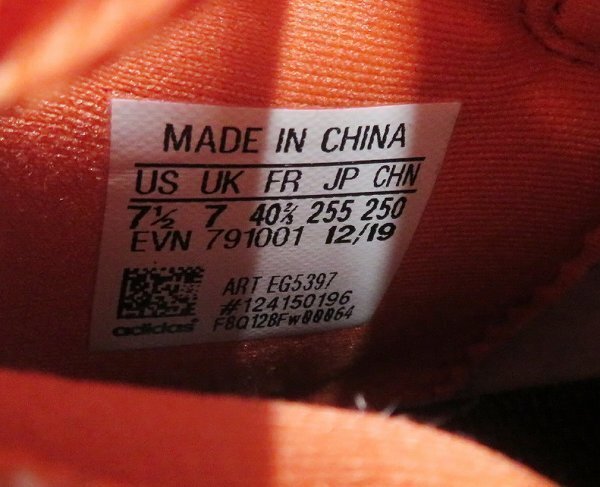 MADE IN CHINA
US UK FR JP CHN
7½ 7 40⅔ 255 250
EVN 791001 12/19
ART EG5397
#124150196
adidas F8Q128FW00064